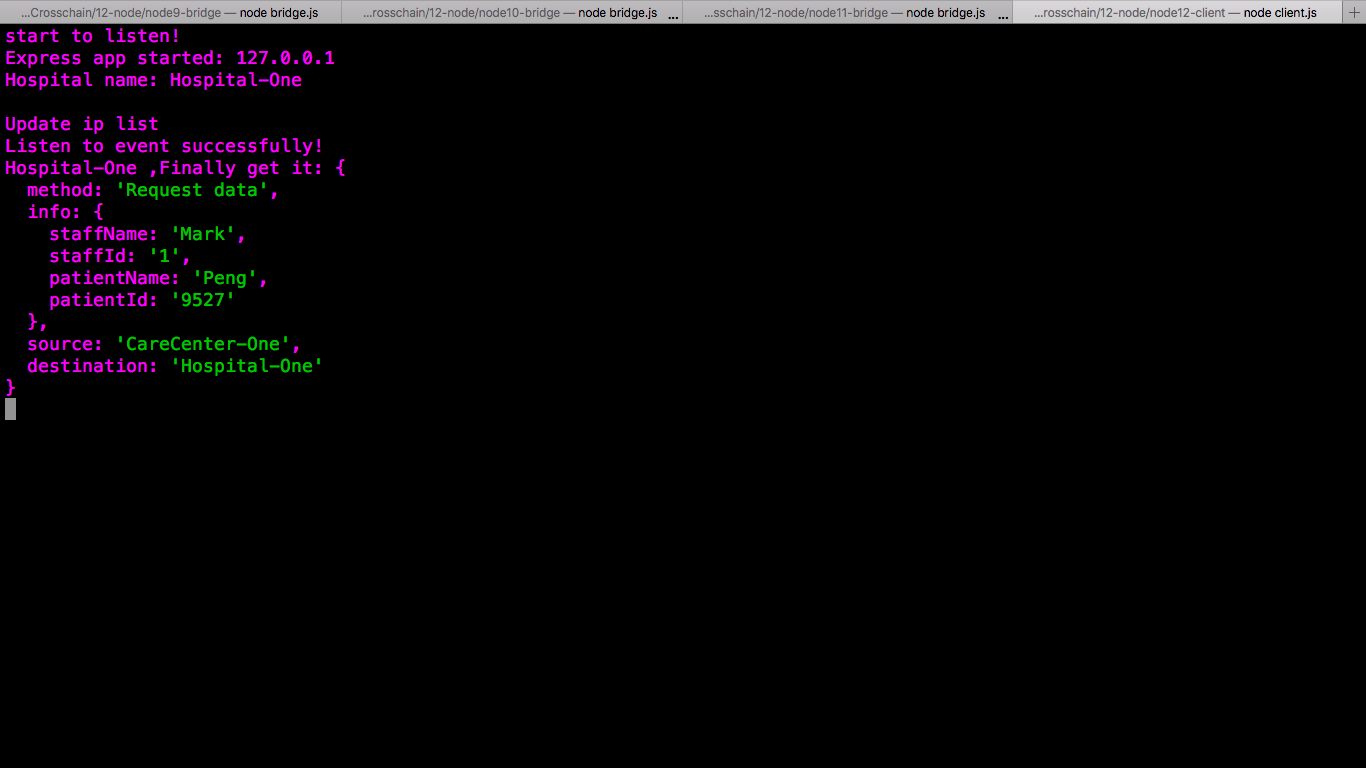 ...Crosschain/12-node/node9-bridge — node bridge.js
...rosschain/12-node/node10-bridge — node bridge.js ...
...sschain/12-node/node11-bridge — node bridge.js ...
...rosschain/12-node/node12-client — node client.js +
start to listen!
Express app started: 127.0.0.1
Hospital name: Hospital-One
Update ip list
Listen to event successfully!
Hospital-One ,Finally get it: {
  method: 'Request data',
  info: {
    staffName: 'Mark',
    staffId: '1',
    patientName: 'Peng',
    patientId: '9527'
  },
  source: 'CareCenter-One',
  destination: 'Hospital-One'
}